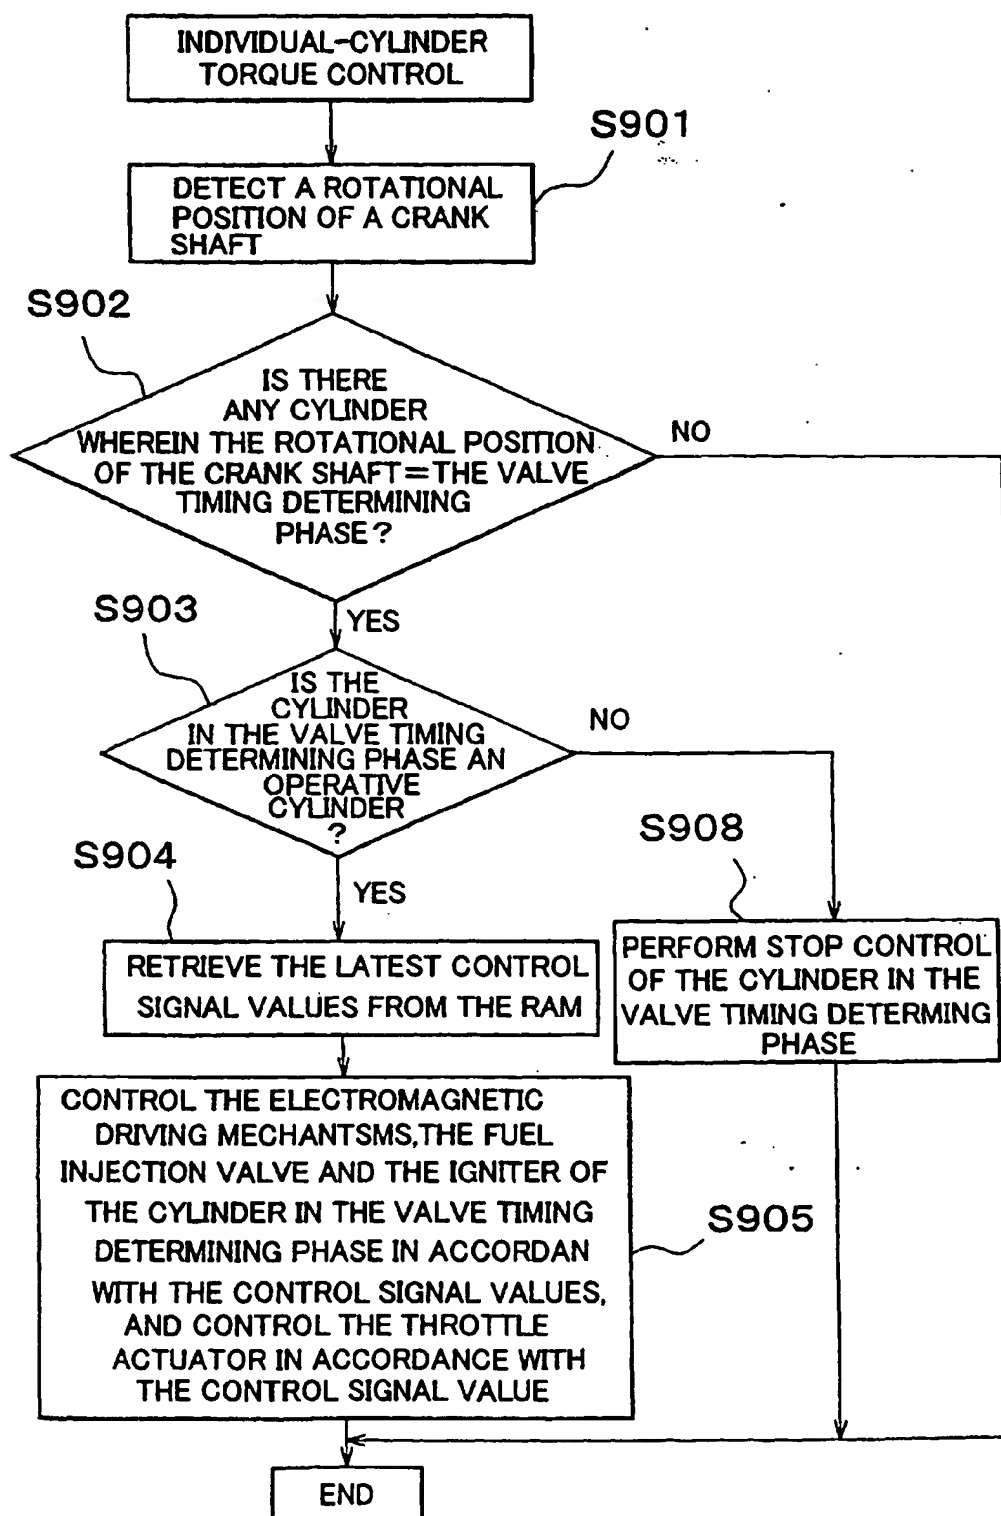 INDIVIDUAL-CYLINDER
TORQUE CONTROL
S901
DETECT A ROTATIONAL
POSITION OF A CRANK
SHAFT
S902
IS THERE
ANY CYLINDER
WHEREIN THE ROTATIONAL POSITION
OF THE CRANK SHAFT=THE VALVE
TIMING DETERMINING
PHASE?
NO
YES
S903
IS THE
CYLINDER
IN THE VALVE TIMING
DETERMINING PHASE AN
OPERATIVE
CYLINDER
?
NO
YES
S904
RETRIEVE THE LATEST CONTROL
SIGNAL VALUES FROM THE RAM
S908
PERFORM STOP CONTROL
OF THE CYLINDER IN THE
VALVE TIMING DETERMING
PHASE
CONTROL THE ELECTROMAGNETIC
DRIVING MECHANTSMS,THE FUEL
INJECTION VALVE AND THE IGNITER OF
THE CYLINDER IN THE VALVE TIMING
DETERMINING PHASE IN ACCORDAN
WITH THE CONTROL SIGNAL VALUES,
AND CONTROL THE THROTTLE
ACTUATOR IN ACCORDANCE WITH
THE CONTROL SIGNAL VALUE
S905
END